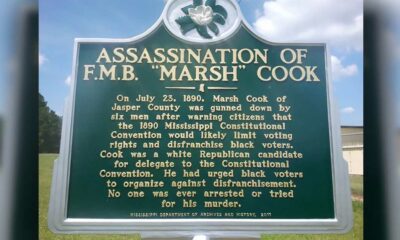 ASSASSINATION OF
F.M.B. "MARSH" COOK
On July 23, 1890, Marsh Cook of
Jasper County was gunned down by
six men after warning citizens that
the 1890 Mississippi Constitutional
Convention would likely limit voting
rights and disfranchise black voters.
Cook was a white Republican candidate
for delegate to the Constitutional
Convention. He had urged black voters
to organize against disfranchisement.
No one was ever arrested or tried
for his murder.
MISSISSIPPI DEPARTMENT OF ARCHIVES AND HISTORY, 2017